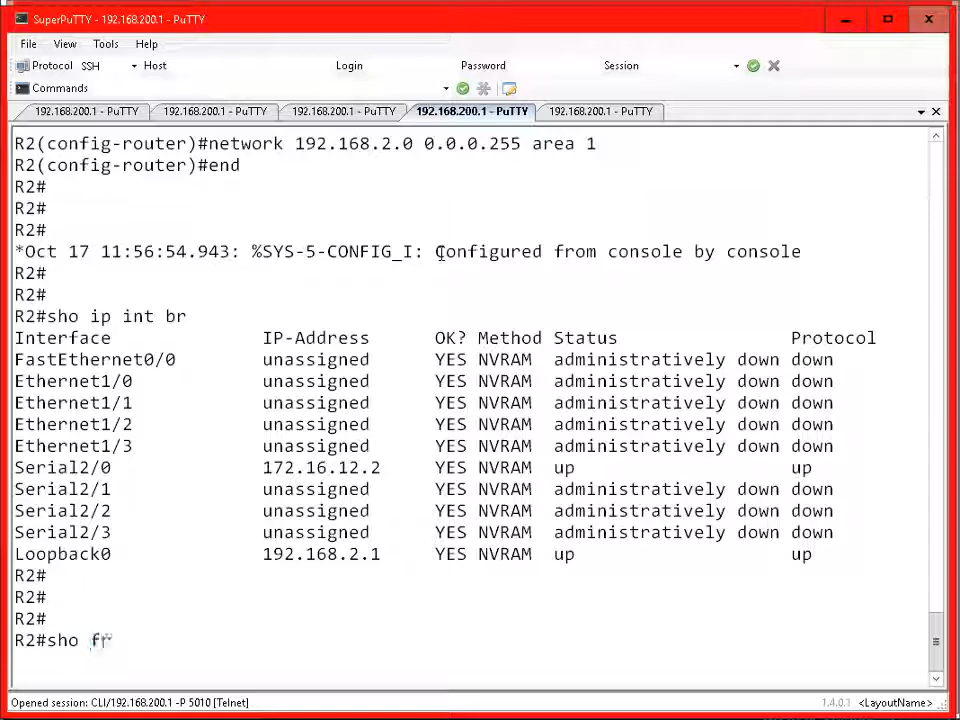 SuperPuTTY - 192.168.200.1 - PuTTY
File View Tools Help
Protocol SSH Host Login Password Session
Commands
192.168.200.1 - PuTTY 192.168.200.1 - PuTTY 192.168.200.1 - PuTTY 192.168.200.1 - PuTTY 192.168.200.1 - PuTTY
R2(config-router)#network 192.168.2.0 0.0.0.255 area 1
R2(config-router)#end
R2#
R2#
R2#
*Oct 17 11:56:54.943: %SYS-5-CONFIG_I: Configured from console by console
R2#
R2#
R2#sho ip int br
Interface IP-Address OK? Method Status Protocol
FastEthernet0/0 unassigned YES NVRAM administratively down down
Ethernet1/0 unassigned YES NVRAM administratively down down
Ethernet1/1 unassigned YES NVRAM administratively down down
Ethernet1/2 unassigned YES NVRAM administratively down down
Ethernet1/3 unassigned YES NVRAM administratively down down
Serial2/0 172.16.12.2 YES NVRAM up up
Serial2/1 unassigned YES NVRAM administratively down down
Serial2/2 unassigned YES NVRAM administratively down down
Serial2/3 unassigned YES NVRAM administratively down down
Loopback0 192.168.2.1 YES NVRAM up up
R2#
R2#
R2#
R2#sho
Opened session: CLI/192.168.200.1 -P 5010 [Telnet] 1.4.0.1 <LayoutName>